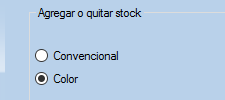 Agregar o quitar stock
Convencional
Color